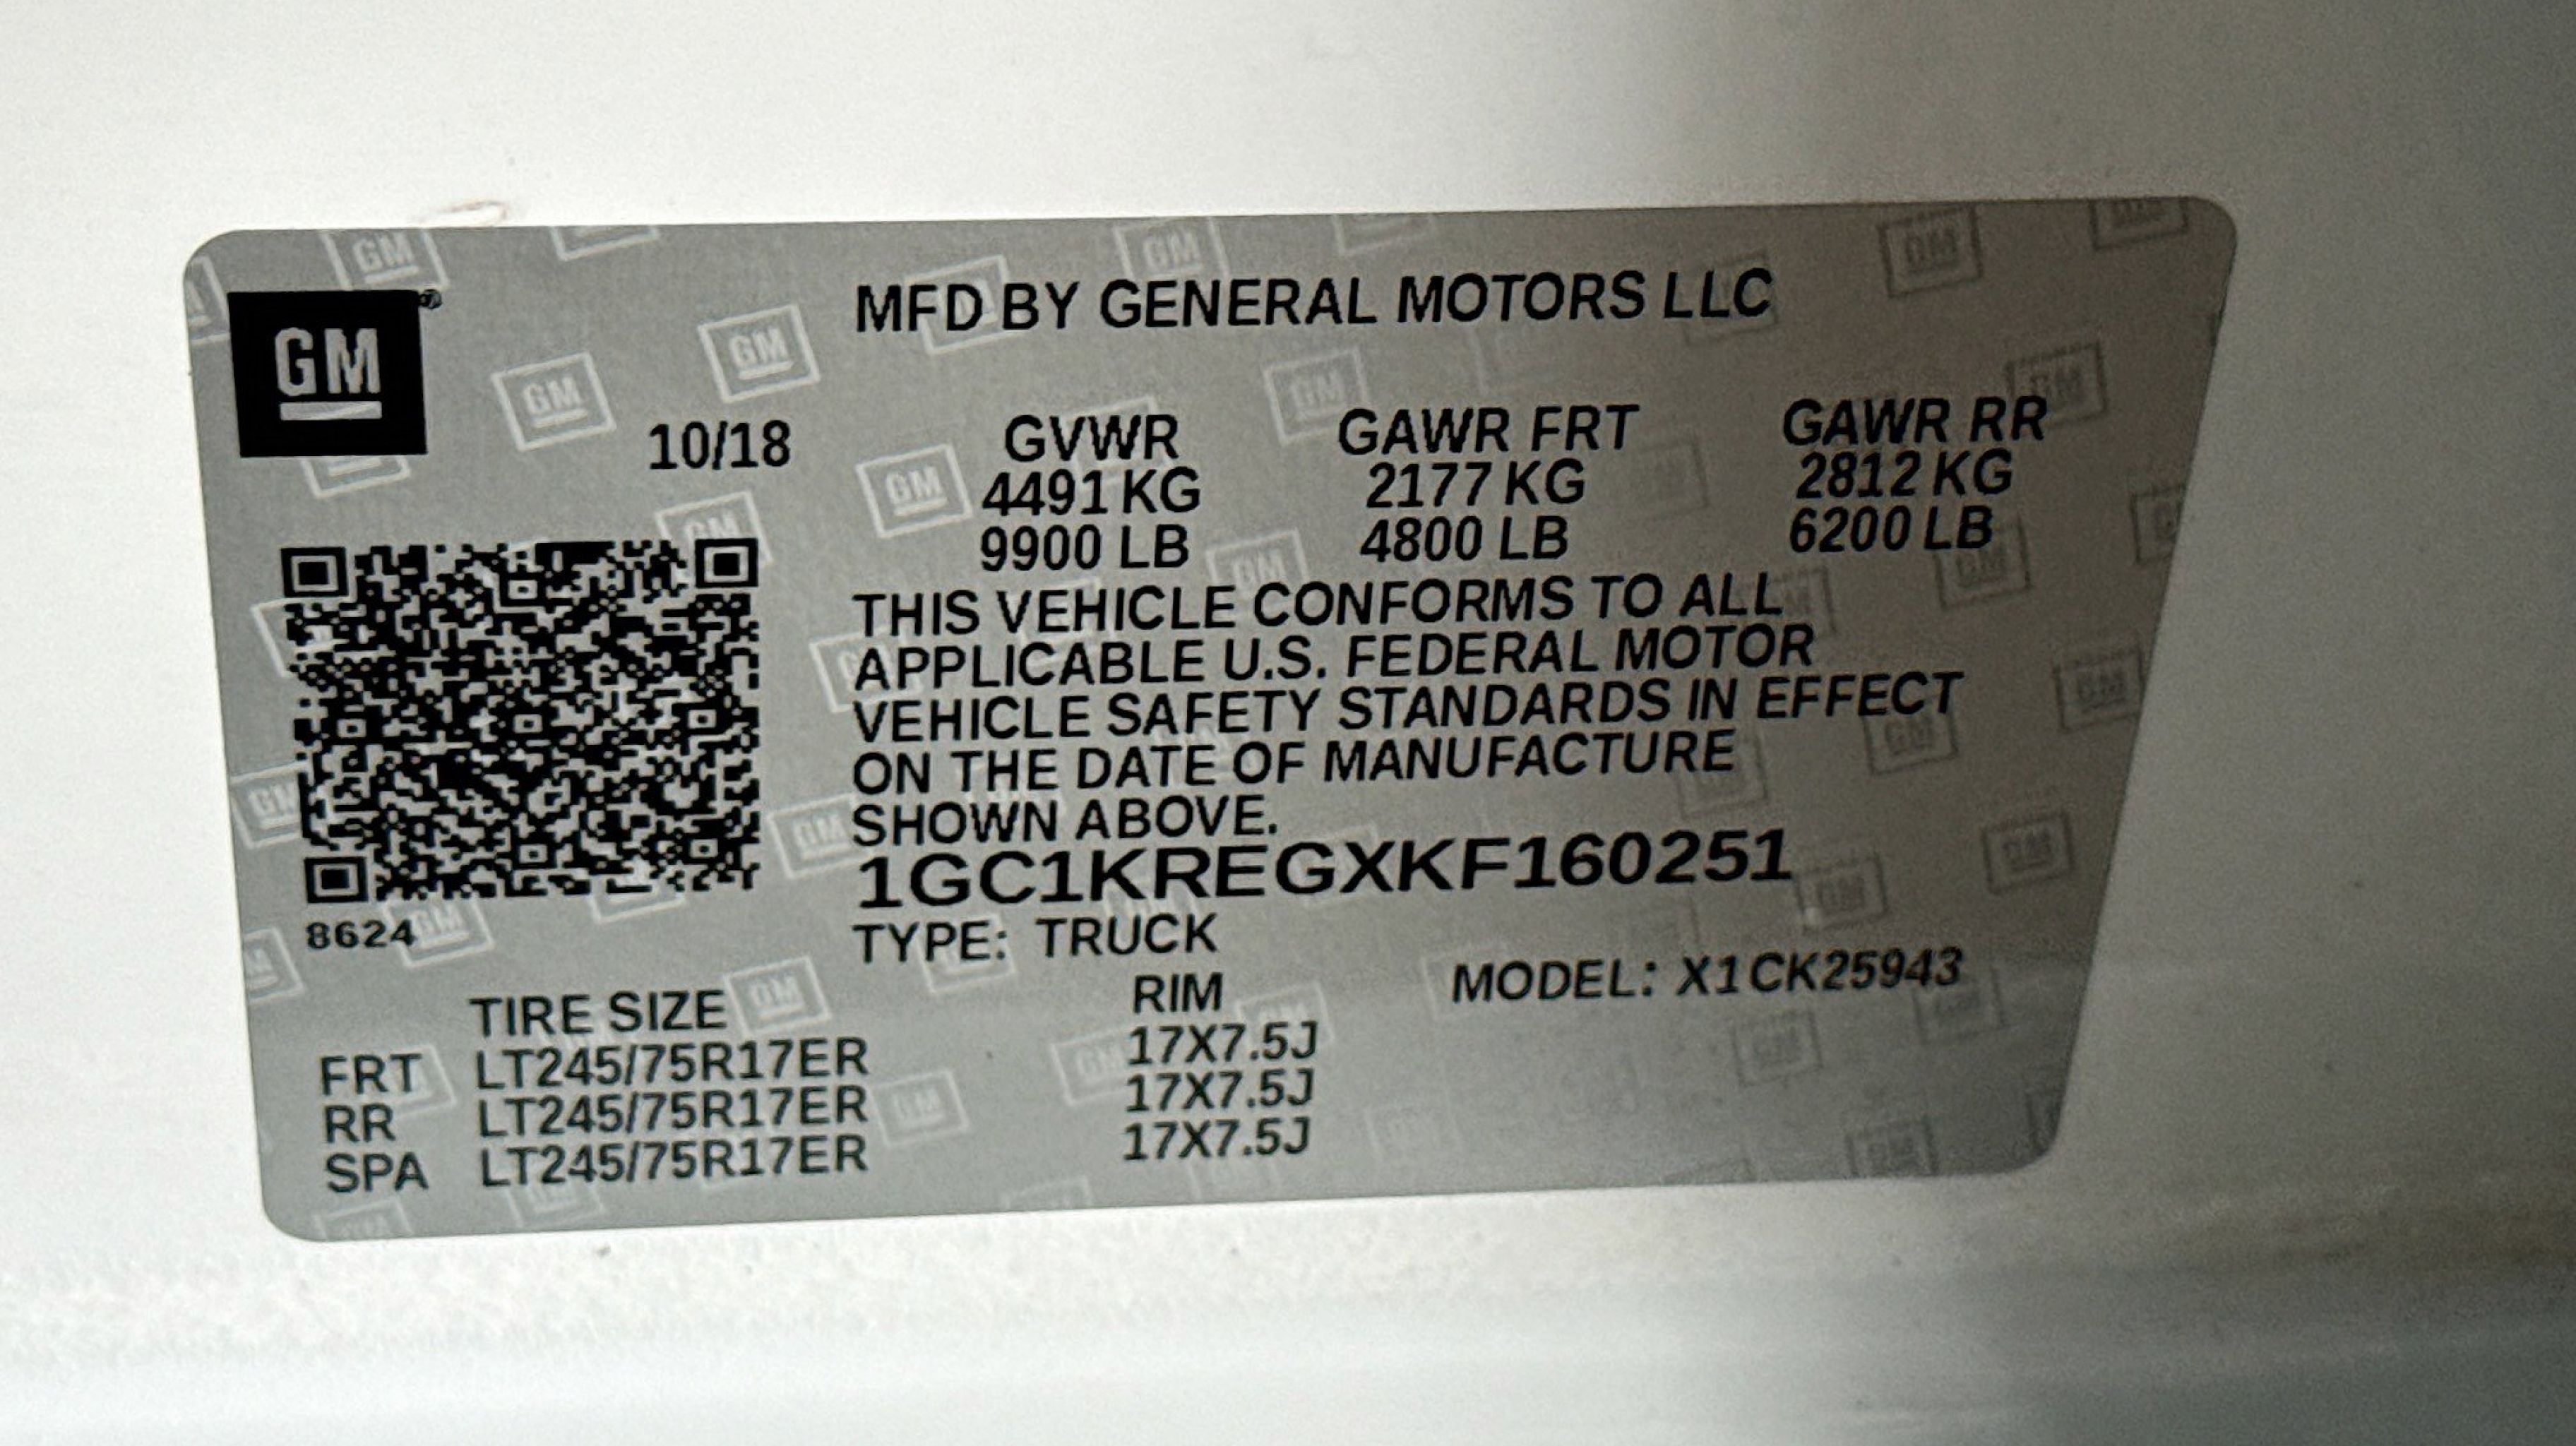 GM
MFD BY GENERAL MOTORS LLC
10/18 GVWR GAWR FRT GAWR RR
4491 KG 2177 KG 2812 KG
9900 LB 4800 LB 6200 LB
THIS VEHICLE CONFORMS TO ALL
APPLICABLE U.S. FEDERAL MOTOR
VEHICLE SAFETY STANDARDS IN EFFECT
ON THE DATE OF MANUFACTURE
SHOWN ABOVE.
1GC1KREGXKF160251
8624
TYPE: TRUCK
MODEL: X1CK25943
TIRE SIZE RIM
FRT LT245/75R17ER 17X7.5J
RR LT245/75R17ER 17X7.5J
SPA LT245/75R17ER 17X7.5J